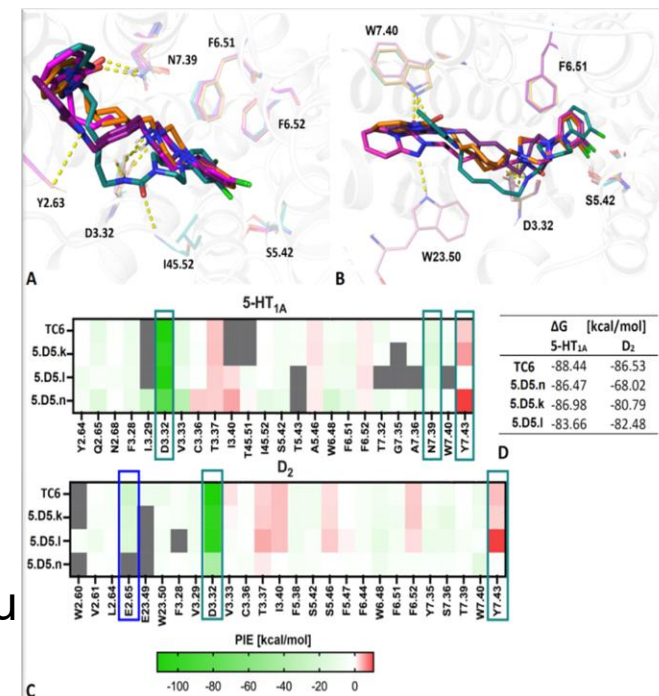 W7.40
N7.39
F6.51
F6.51
F6.52
Y2.63
D3.32
S5.42
D3.32
I45.52
S5.42
W23.50
A
B
5-HT1A
TC6
5.D5.k
5.D5.l
5.D5.n
Y2.64 Q2.65 N2.68 F3.28 I3.29 D3.32 V3.33 C3.36 T3.37 I3.40 T45.51 I45.52 S5.42 T5.43 A5.46 W6.48 F6.51 F6.52 T7.32 G7.35 A7.36 N7.39 W7.40 Y7.43
ΔG [kcal/mol]
5-HT1A D2
TC6 -88.44 -86.53
5.D5.n -86.47 -68.02
5.D5.k -86.98 -80.79
5.D5.l -83.66 -82.48
D
D2
TC6
5.D5.k
5.D5.l
5.D5.n
W2.60 V2.61 L2.64 E2.65 E23.49 W23.50 F3.28 V3.29 D3.32 V3.33 C3.36 T3.37 I3.40 F5.38 S5.42 S5.46 F5.47 F6.44 W6.48 F6.51 F6.52 Y7.35 S7.36 T7.39 W7.40 Y7.43
u
PIE [kcal/mol]
-100 -80 -60 -40 -20 0
C